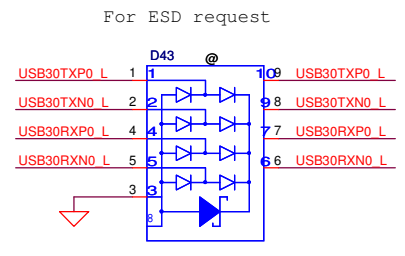 For ESD request
D43 @
USB30TXP0_L 1 1 10 9 USB30TXP0_L
USB30TXN0_L 2 2 9 8 USB30TXN0_L
USB30RXP0_L 4 4 7 7 USB30RXP0_L
USB30RXN0_L 5 5 6 6 USB30RXN0_L
3 3
8